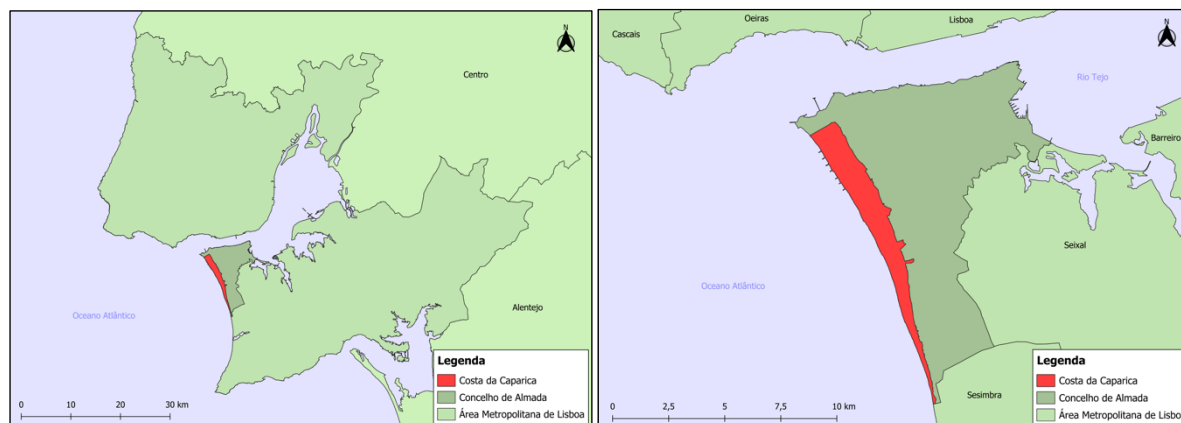 N
Centro
Oceano Atlântico
Alentejo
Legenda
Costa da Caparica
Concelho de Almada
Área Metropolitana de Lisboa
0 10 20 30 km
N
Oeiras
Lisboa
Cascais
Rio Tejo
Barreiro
Seixal
Oceano Atlântico
Sesimbra
Legenda
Costa da Caparica
Concelho de Almada
Área Metropolitana de Lisbo
0 2,5 5 7,5 10 km